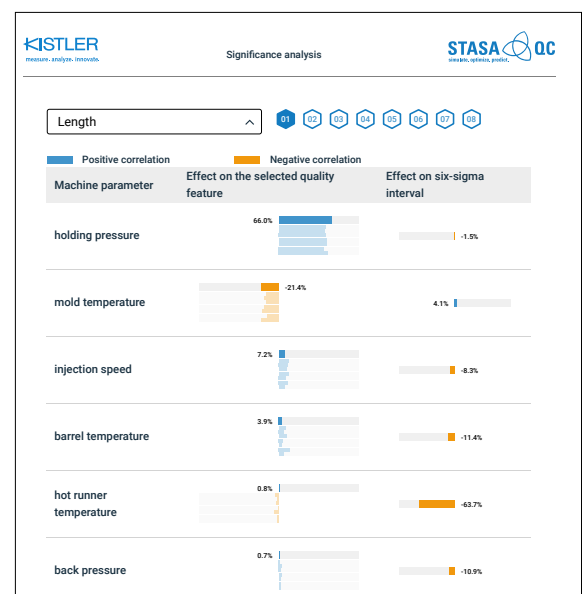 KISTLER
measure. analyze. innovate.
Significance analysis
STASA QC
simulate, optimize, predict.
Length
01 02 03 04 05 06 07 08
Positive correlation
Negative correlation
Machine parameter
Effect on the selected quality
feature
Effect on six-sigma
interval
holding pressure
66.0%
-1.5%
mold temperature
-21.4%
4.1%
injection speed
7.2%
-8.3%
barrel temperature
3.9%
-11.4%
hot runner
temperature
0.8%
-63.7%
back pressure
0.7%
-10.9%